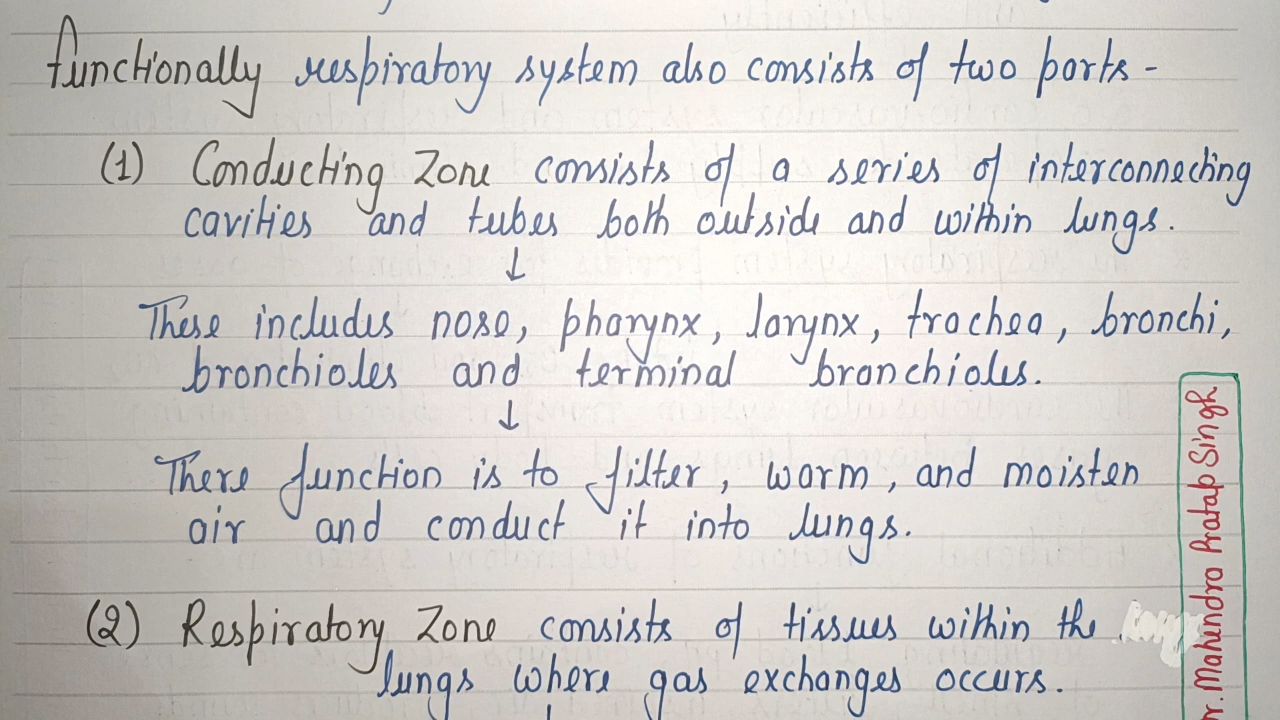 functionally respiratory system also consists of two parts -
(1) Conducting Zone consists of a series of interconnecting
cavities and tubes both outside and within lungs.
↓
These includes nose, pharynx, larynx, trachea, bronchi,
bronchioles and terminal bronchioles.
↓
There function is to filter, warm, and moisten
air and conduct it into lungs.
(2) Respiratory Zone consists of tissues within the
lungs where gas exchanges occurs.
r. Mahendra Pratap Singh